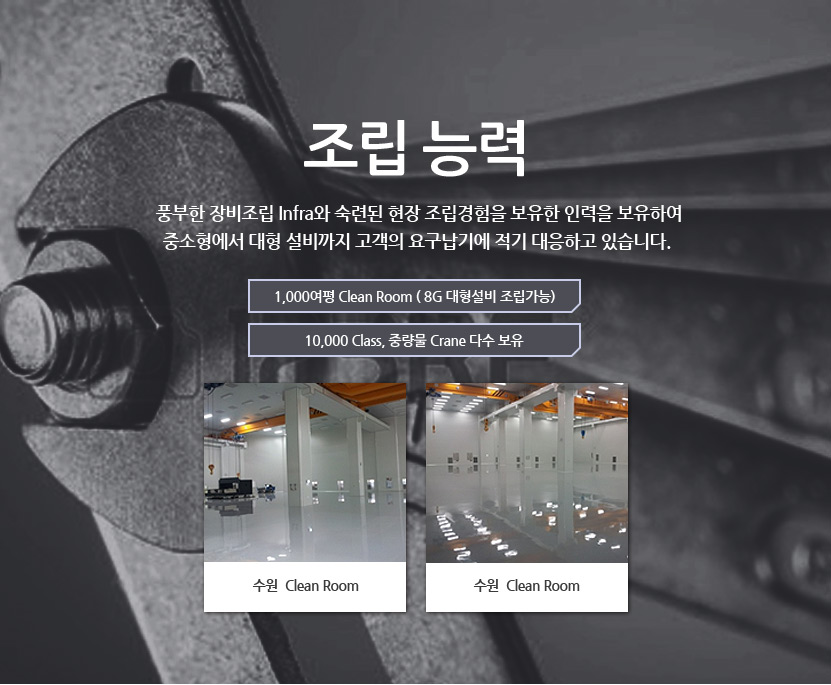 조립 능력
풍부한 장비조립 Infra와 숙련된 현장 조립경험을 보유한 인력을 보유하여
중소형에서 대형 설비까지 고객의 요구납기에 적기 대응하고 있습니다.
1,000여평 Clean Room ( 8G 대형설비 조립가능)
10,000 Class, 중량물 Crane 다수 보유
수원 Clean Room
수원 Clean Room